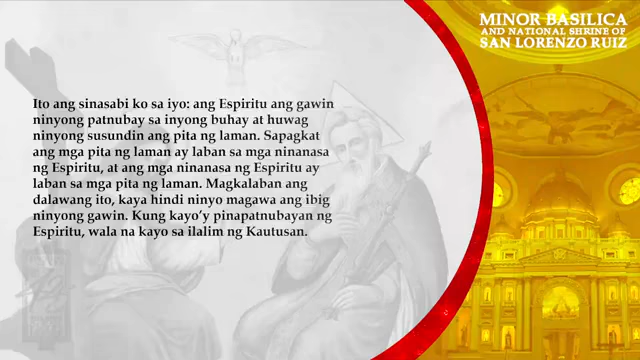 MINOR BASILICA
AND NATIONAL SHRINE OF
SAN LORENZO RUIZ
Ito ang sinasabi ko sa iyo: ang Espiritu ang gawin
ninyong patnubay sa inyong buhay at huwag
ninyong susundin ang pita ng laman. Sapagkat
ang mga pita ng laman ay laban sa mga ninanasa
ng Espiritu, at ang mga ninanasa ng Espiritu ay
laban sa mga pita ng laman. Magkalaban ang
dalawang ito, kaya hindi ninyo magawa ang ibig
ninyong gawin. Kung kayo’y pinapatnubayan ng
Espiritu, wala na kayo sa ilalim ng Kautusan.